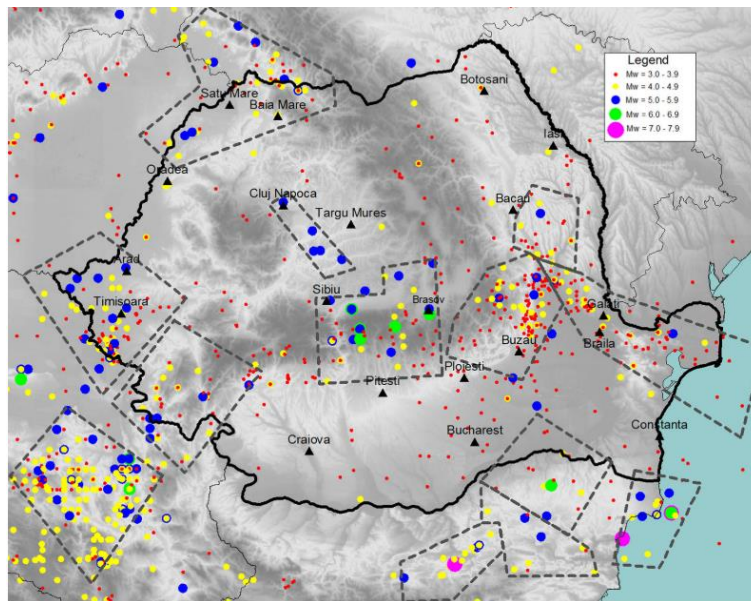 Legend
Mw = 3.0 - 3.9
Mw = 4.0 - 4.9
Mw = 5.0 - 5.9
Mw = 6.0 - 6.9
Mw = 7.0 - 7.9
Botosani
Satu Mare
Baia Mare
Iasi
Oradea
Cluj Napoca
Targu Mures
Bacau
Arad
Sibiu
Brasov
Timisoara
Galati
Braila
Buzau
Ploiesti
Pitesti
Constanta
Craiova
Bucharest